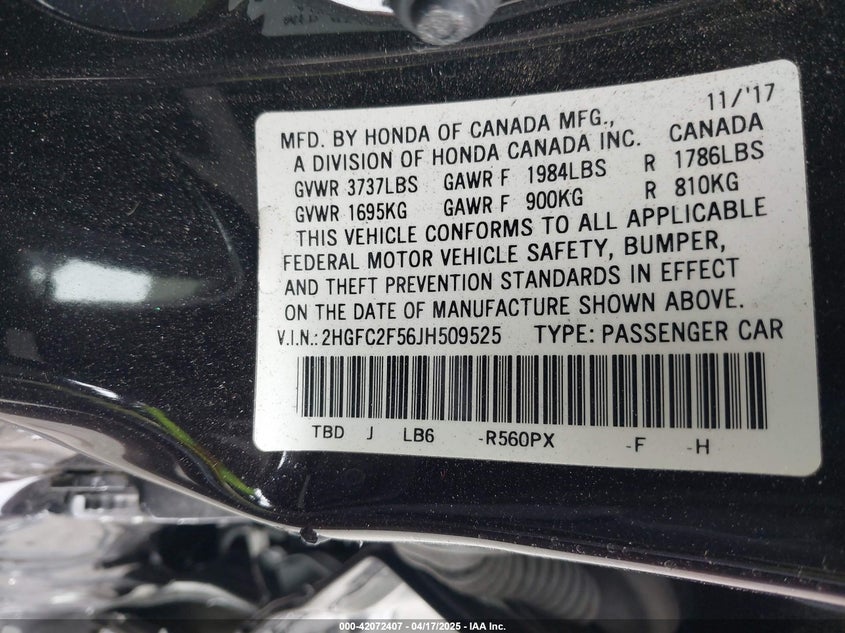 11/'17
MFD. BY HONDA OF CANADA MFG.,
A DIVISION OF HONDA CANADA INC. CANADA
GVWR 3737LBS GAWR F 1984LBS R 1786LBS
GVWR 1695KG GAWR F 900KG R 810KG
THIS VEHICLE CONFORMS TO ALL APPLICABLE
FEDERAL MOTOR VEHICLE SAFETY, BUMPER,
AND THEFT PREVENTION STANDARDS IN EFFECT
ON THE DATE OF MANUFACTURE SHOWN ABOVE.
V.I.N.: 2HGFC2F56JH509525 TYPE: PASSENGER CAR
TBD J LB6 -R560PX -F -H
000-42072407 - 04/17/2025 - IAA Inc.